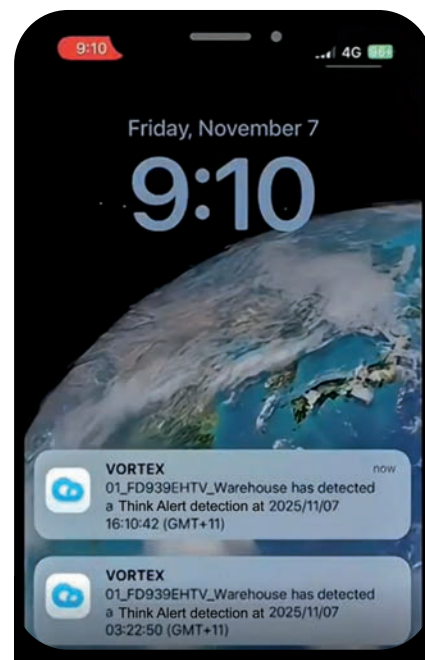 9:10
4G 96+
Friday, November 7
9:10
VORTEX now
01_FD939EHTV_Warehouse has detected
a Think Alert detection at 2025/11/07
16:10:42 (GMT+11)
VORTEX
01_FD939EHTV_Warehouse has detected
a Think Alert detection at 2025/11/07
03:22:50 (GMT+11)